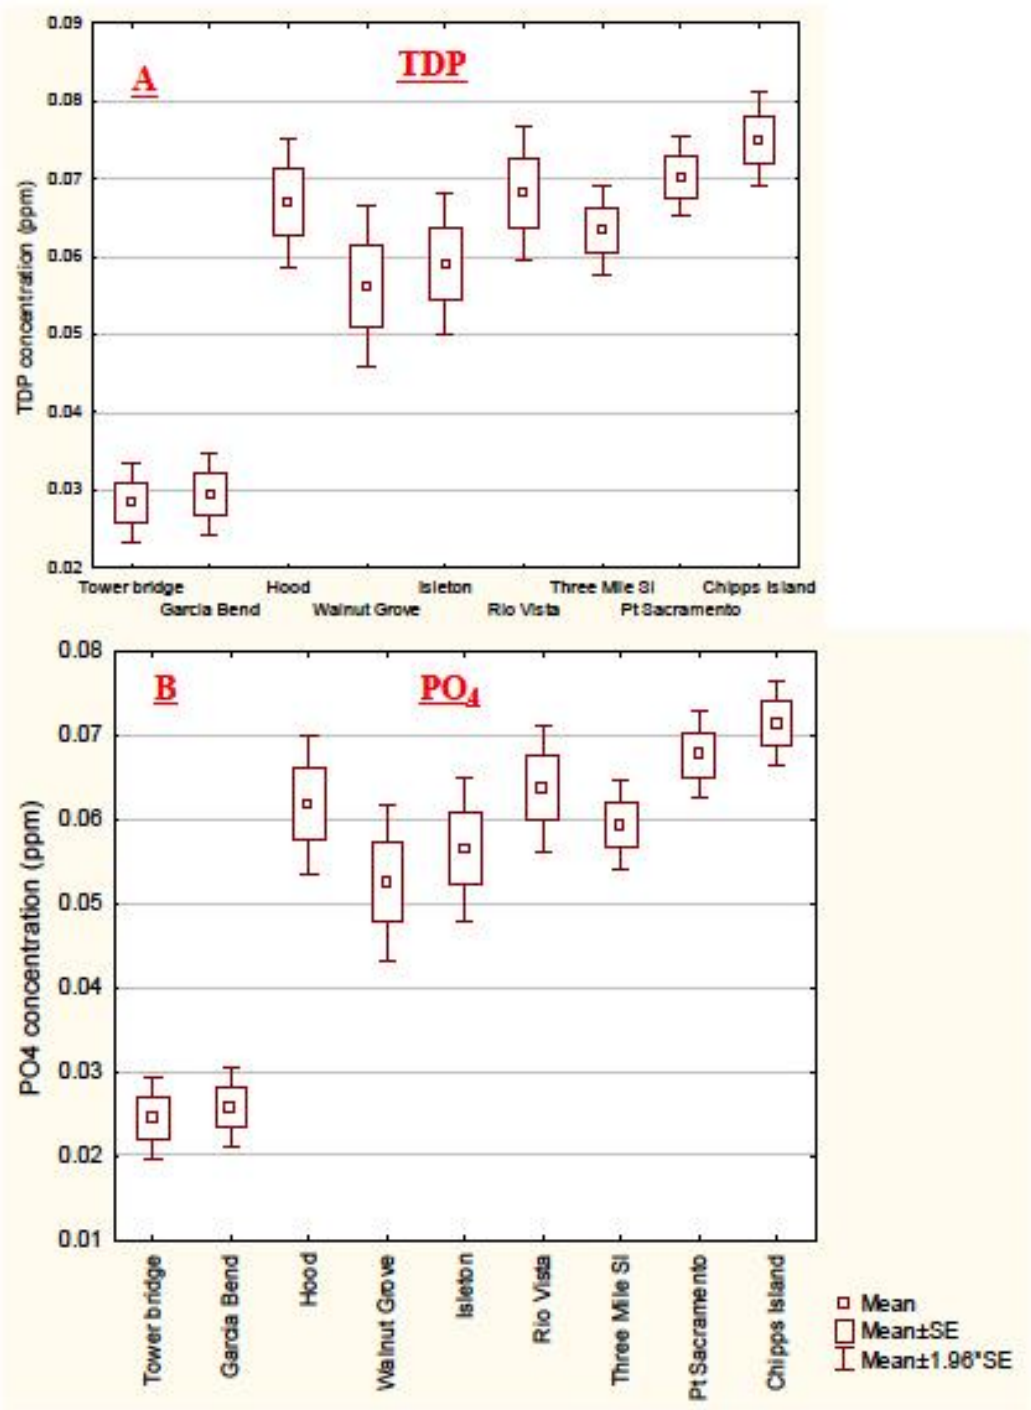 A
TDP
TDP concentration (ppm)
0.09
0.08
0.07
0.06
0.05
0.04
0.03
0.02
Tower bridge
Garcia Bend
Hood
Walnut Grove
Isleton
Rio Vista
Three Mile Sl
Pt Sacramento
Chipps Island
B
PO4
PO4 concentration (ppm)
0.08
0.07
0.06
0.05
0.04
0.03
0.02
0.01
Tower bridge
Garcia Bend
Hood
Walnut Grove
Isleton
Rio Vista
Three Mile Sl
Pt Sacramento
Chipps Island
Mean
Mean±SE
Mean±1.96*SE